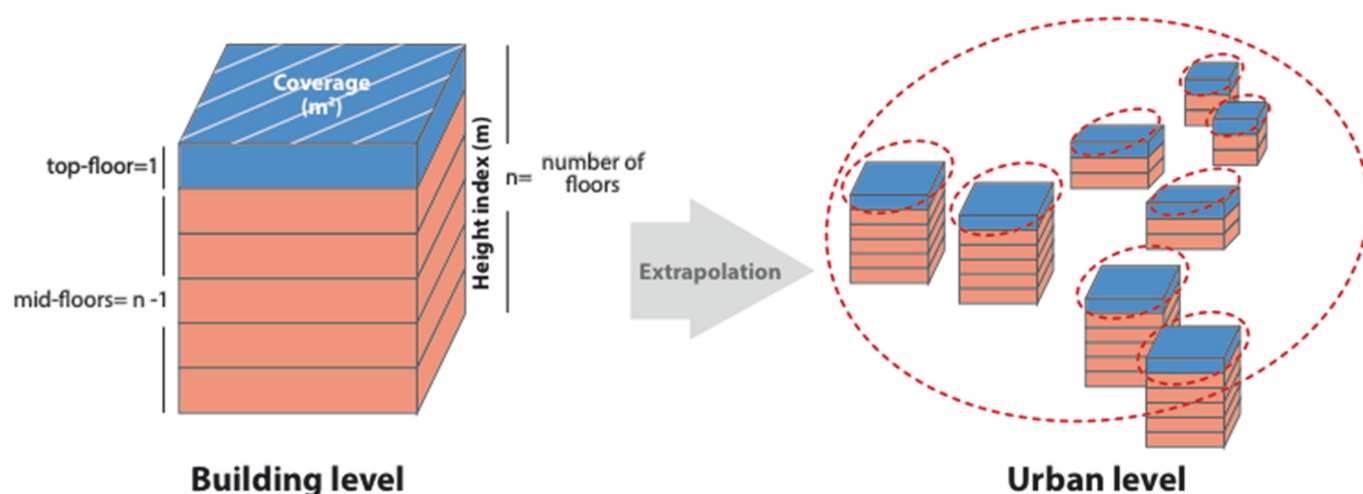 Coverage
(m²)
top-floor=1
mid-floors= n -1
Height index (m)
n= number of
floors
Extrapolation
Building level
Urban level